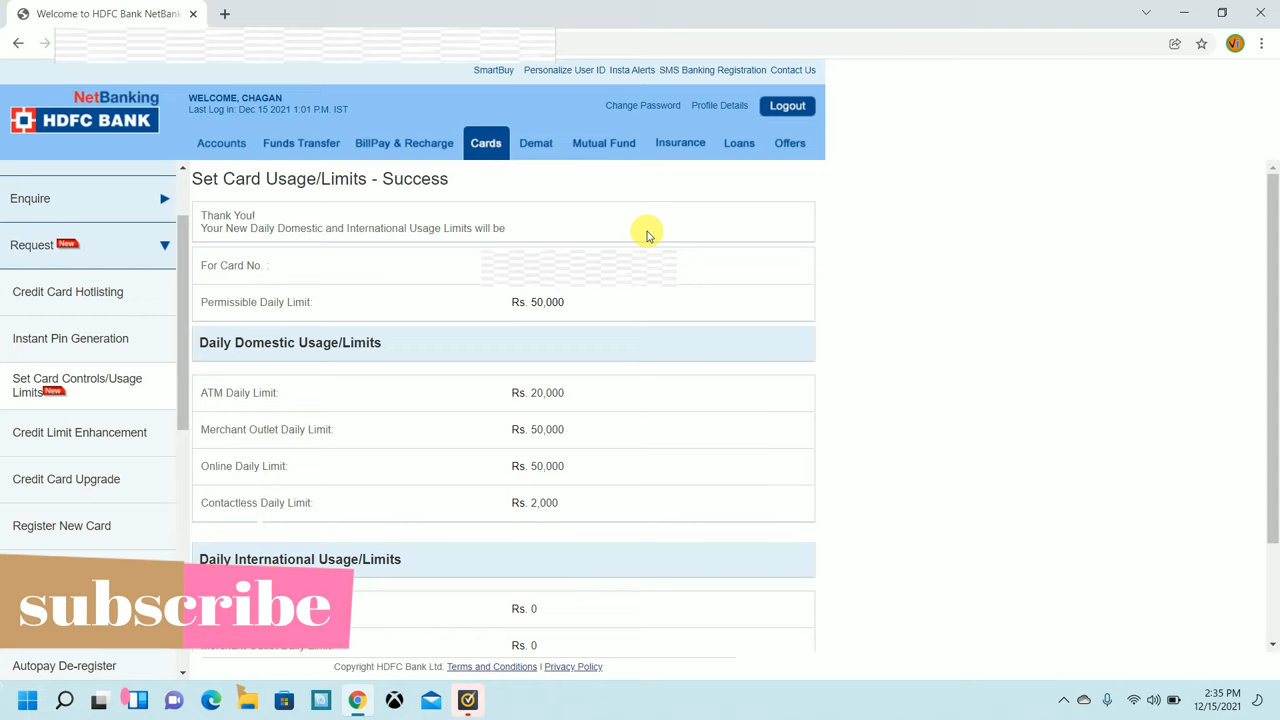 Welcome to HDFC Bank NetBan
SmartBuy Personalize User ID Insta Alerts SMS Banking Registration Contact Us
NetBanking
HDFC BANK
WELCOME, CHAGAN
Last Log in: Dec 15 2021 1:01 P.M. IST
Change Password Profile Details Logout
Accounts Funds Transfer BillPay & Recharge Cards Demat Mutual Fund Insurance Loans Offers
Enquire
Request New
Credit Card Hotlisting
Instant Pin Generation
Set Card Controls/Usage
Limits New
Credit Limit Enhancement
Credit Card Upgrade
Register New Card
Autopay De-register
Set Card Usage/Limits - Success
Thank You!
Your New Daily Domestic and International Usage Limits will be
For Card No. :
Permissible Daily Limit: Rs. 50,000
Daily Domestic Usage/Limits
ATM Daily Limit: Rs. 20,000
Merchant Outlet Daily Limit: Rs. 50,000
Online Daily Limit: Rs. 50,000
Contactless Daily Limit: Rs. 2,000
Daily International Usage/Limits
Rs. 0
Merchant Outlet Daily Limit: Rs. 0
subscribe
Copyright HDFC Bank Ltd. Terms and Conditions I Privacy Policy
2:35 PM
12/15/2021